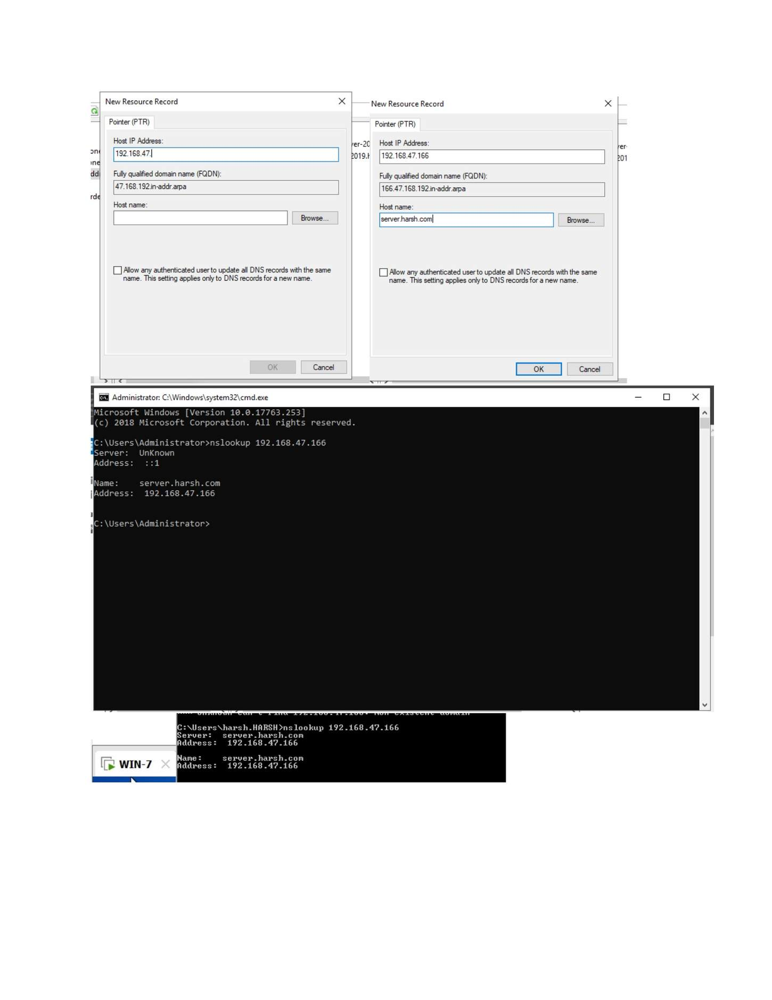 New Resource Record
Pointer (PTR)
Host IP Address:
192.168.47.
Fully qualified domain name (FQDN):
47.168.192.in-addr.arpa
Host name:
Browse...
Allow any authenticated user to update all DNS records with the same
name. This setting applies only to DNS records for a new name.
OK
Cancel
New Resource Record
Pointer (PTR)
Host IP Address:
192.168.47.166
Fully qualified domain name (FQDN):
166.47.168.192.in-addr.arpa
Host name:
server.harsh.com
Browse...
Allow any authenticated user to update all DNS records with the same
name. This setting applies only to DNS records for a new name.
OK
Cancel
Administrator: C:\Windows\system32\cmd.exe
Microsoft Windows [Version 10.0.17763.253]
(c) 2018 Microsoft Corporation. All rights reserved.
C:\Users\Administrator>nslookup 192.168.47.166
Server:  UnKnown
Address:  ::1
Name:    server.harsh.com
Address:  192.168.47.166
C:\Users\Administrator>
C:\Users\harsh.HARSH>nslookup 192.168.47.166
Server:  server.harsh.com
Address:  192.168.47.166
Name:    server.harsh.com
Address:  192.168.47.166
WIN-7